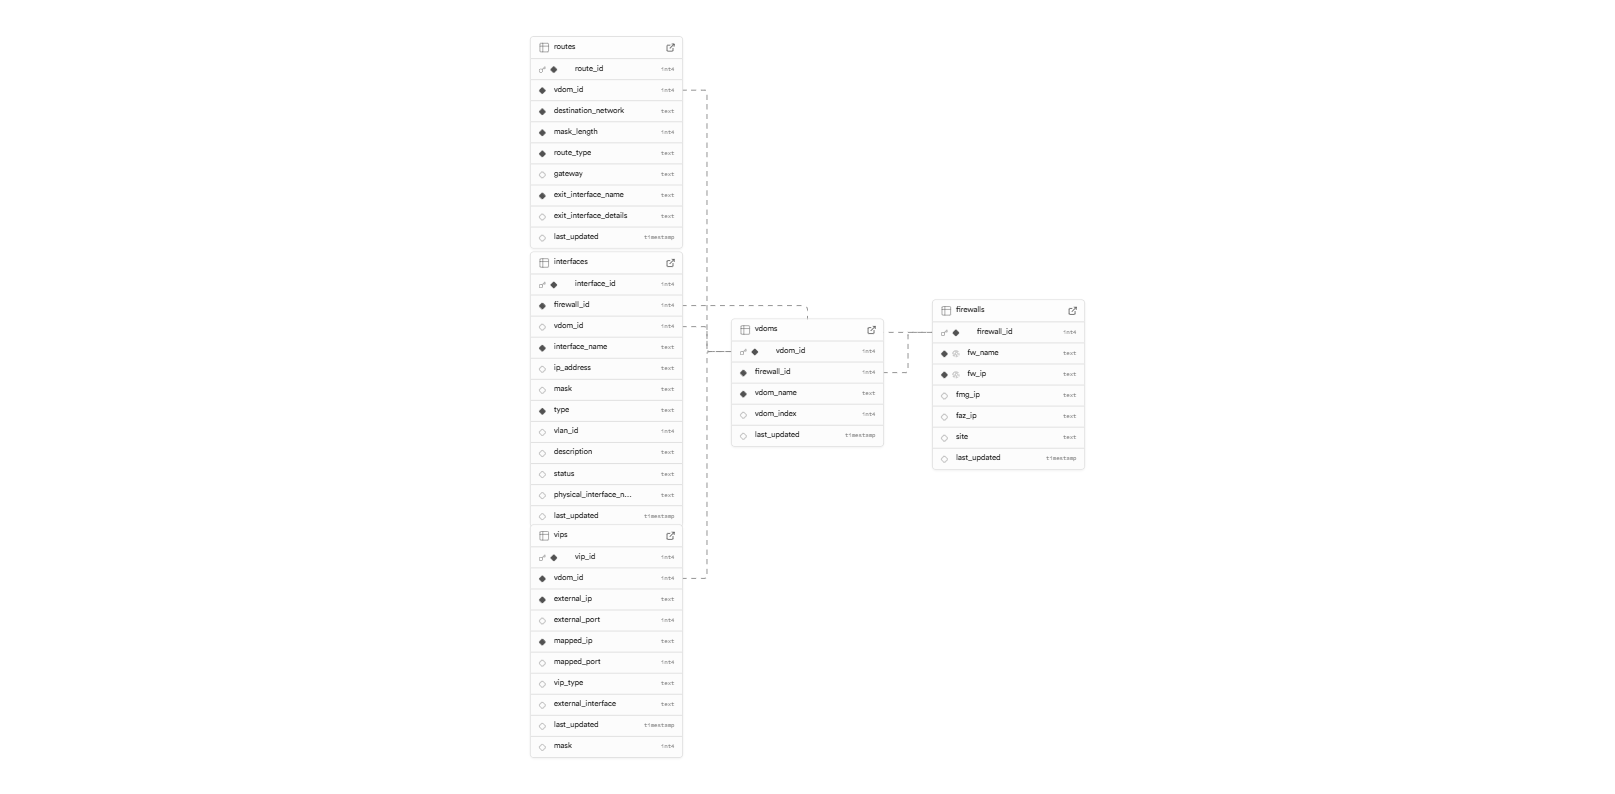 routes
route_id int4
vdom_id int4
destination_network text
mask_length int4
route_type text
gateway text
exit_interface_name text
exit_interface_details text
last_updated timestamp
interfaces
interface_id int4
firewall_id int4
vdom_id int4
interface_name text
ip_address text
mask text
type text
vlan_id int4
description text
status text
physical_interface_n... text
last_updated timestamp
vips
vip_id int4
vdom_id int4
external_ip text
external_port int4
mapped_ip text
mapped_port int4
vip_type text
external_interface text
last_updated timestamp
mask int4
vdoms
vdom_id int4
firewall_id int4
vdom_name text
vdom_index int4
last_updated timestamp
firewalls
firewall_id int4
fw_name text
fw_ip text
fmg_ip text
faz_ip text
site text
last_updated timestamp